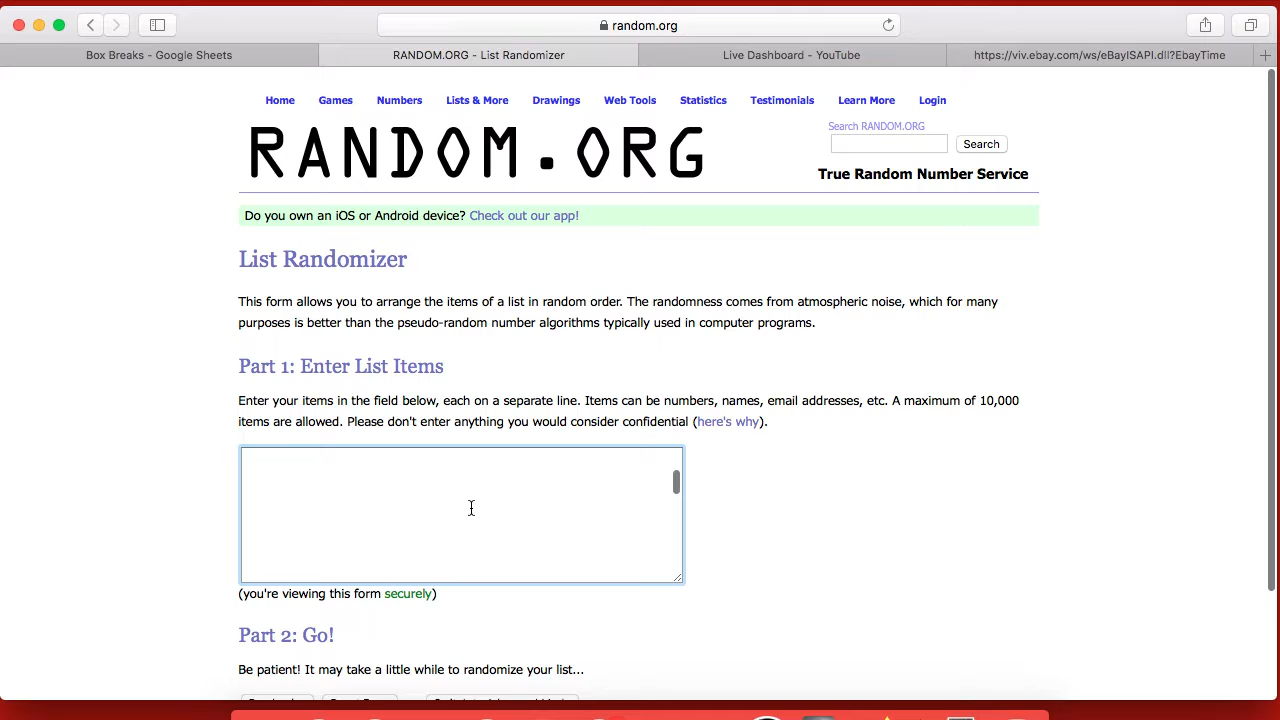 random.org
Box Breaks - Google Sheets
RANDOM.ORG - List Randomizer
Live Dashboard - YouTube
https://viv.ebay.com/ws/eBayISAPI.dll?EbayTime
Home Games Numbers Lists & More Drawings Web Tools Statistics Testimonials Learn More Login
RANDOM.ORG
Search RANDOM.ORG
Search
True Random Number Service
Do you own an iOS or Android device? Check out our app!
List Randomizer
This form allows you to arrange the items of a list in random order. The randomness comes from atmospheric noise, which for many
purposes is better than the pseudo-random number algorithms typically used in computer programs.
Part 1: Enter List Items
Enter your items in the field below, each on a separate line. Items can be numbers, names, email addresses, etc. A maximum of 10,000
items are allowed. Please don't enter anything you would consider confidential (here's why).
(you're viewing this form securely)
Part 2: Go!
Be patient! It may take a little while to randomize your list...